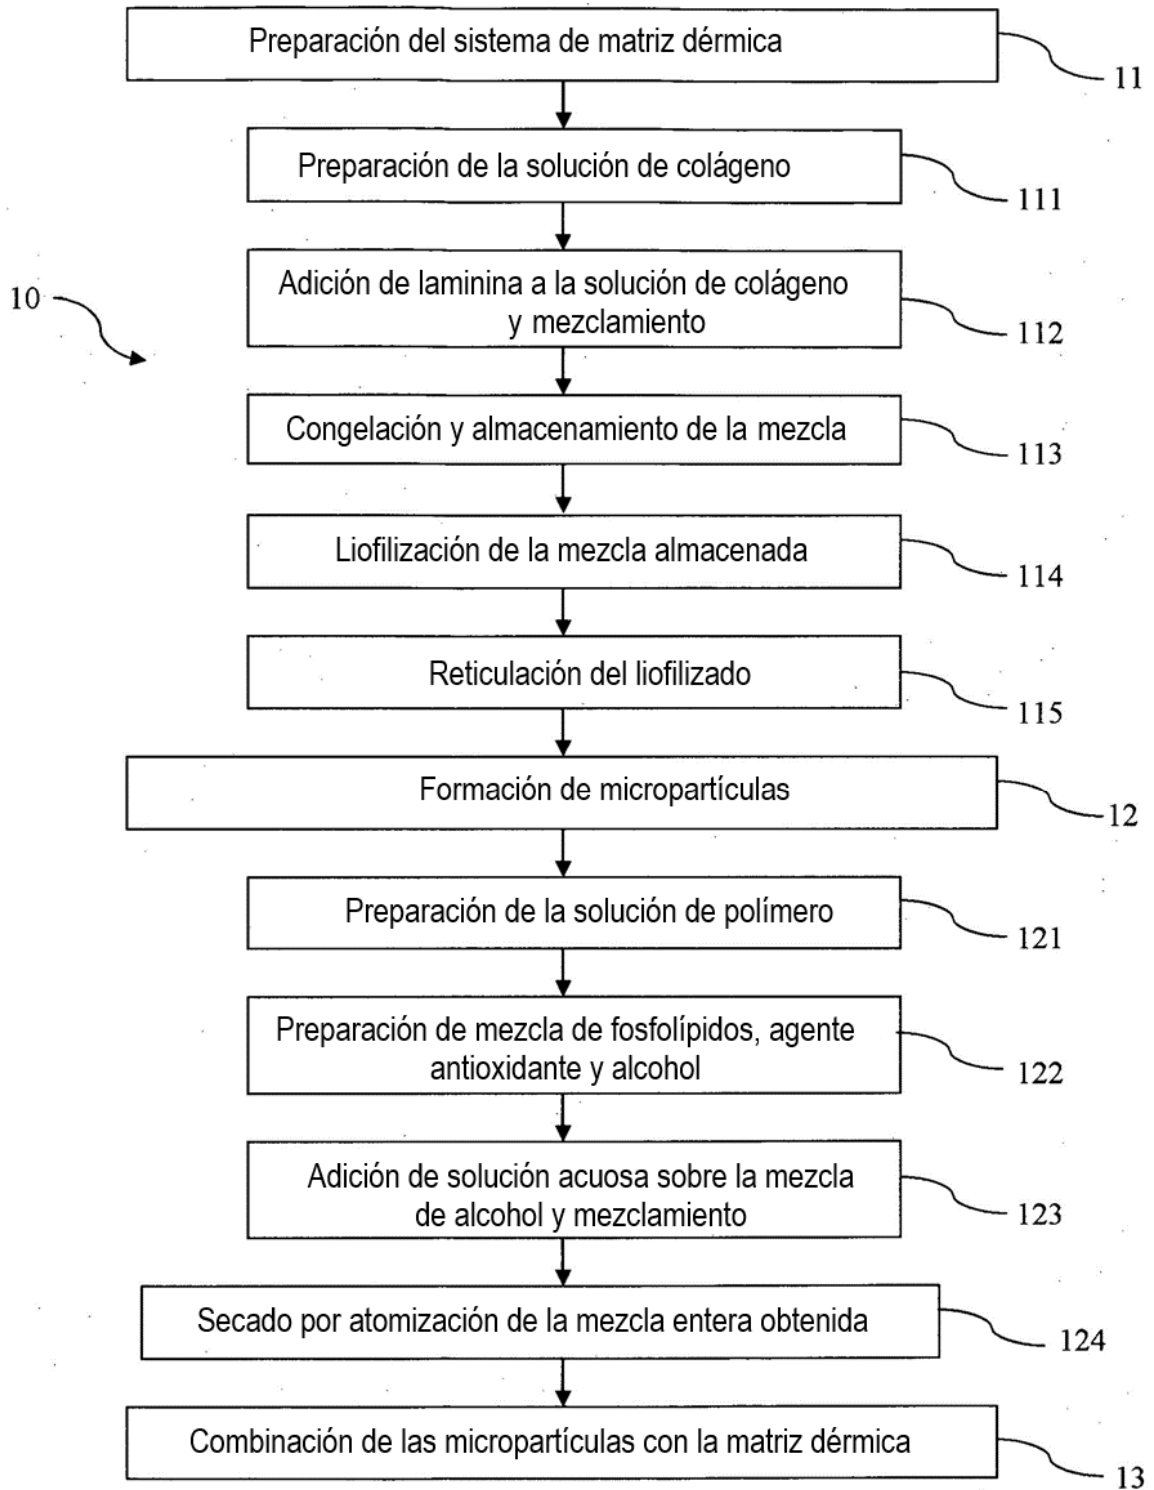 Preparación del sistema de matriz dérmica
11
Preparación de la solución de colágeno
111
Adición de laminina a la solución de colágeno
y mezclamiento
112
10
Congelación y almacenamiento de la mezcla
113
Liofilización de la mezcla almacenada
114
Reticulación del liofilizado
115
Formación de micropartículas
12
Preparación de la solución de polímero
121
Preparación de mezcla de fosfolípidos, agente
antioxidante y alcohol
122
Adición de solución acuosa sobre la mezcla
de alcohol y mezclamiento
123
Secado por atomización de la mezcla entera obtenida
124
Combinación de las micropartículas con la matriz dérmica
13